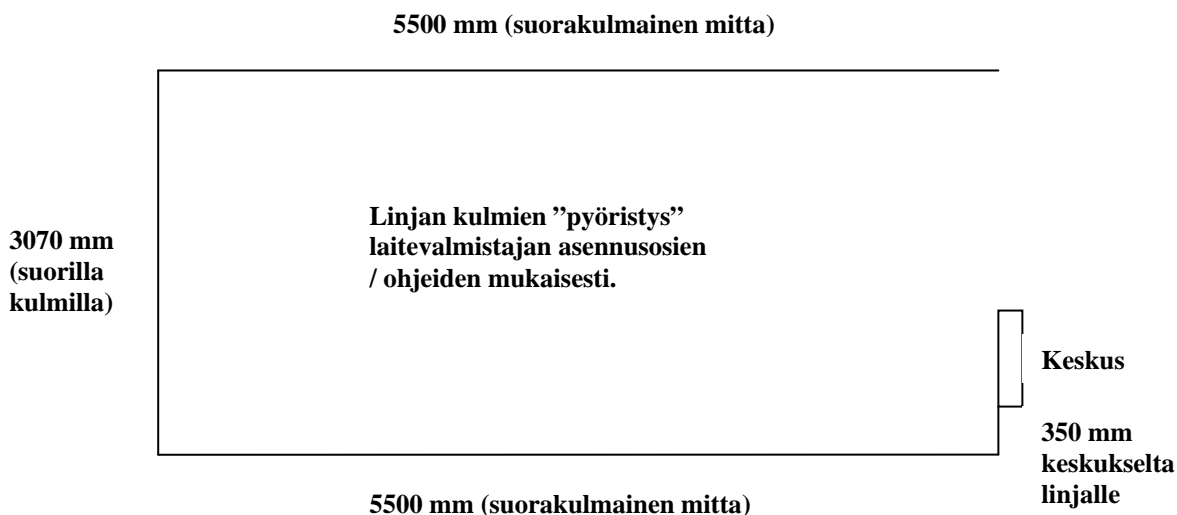 5500 mm (suorakulmainen mitta)
3070 mm
(suorilla
kulmilla)
Linjan kulmien ”pyöristys”
laitevalmistajan asennusosien
/ ohjeiden mukaisesti.
Keskus
350 mm
keskukselta
linjalle
5500 mm (suorakulmainen mitta)